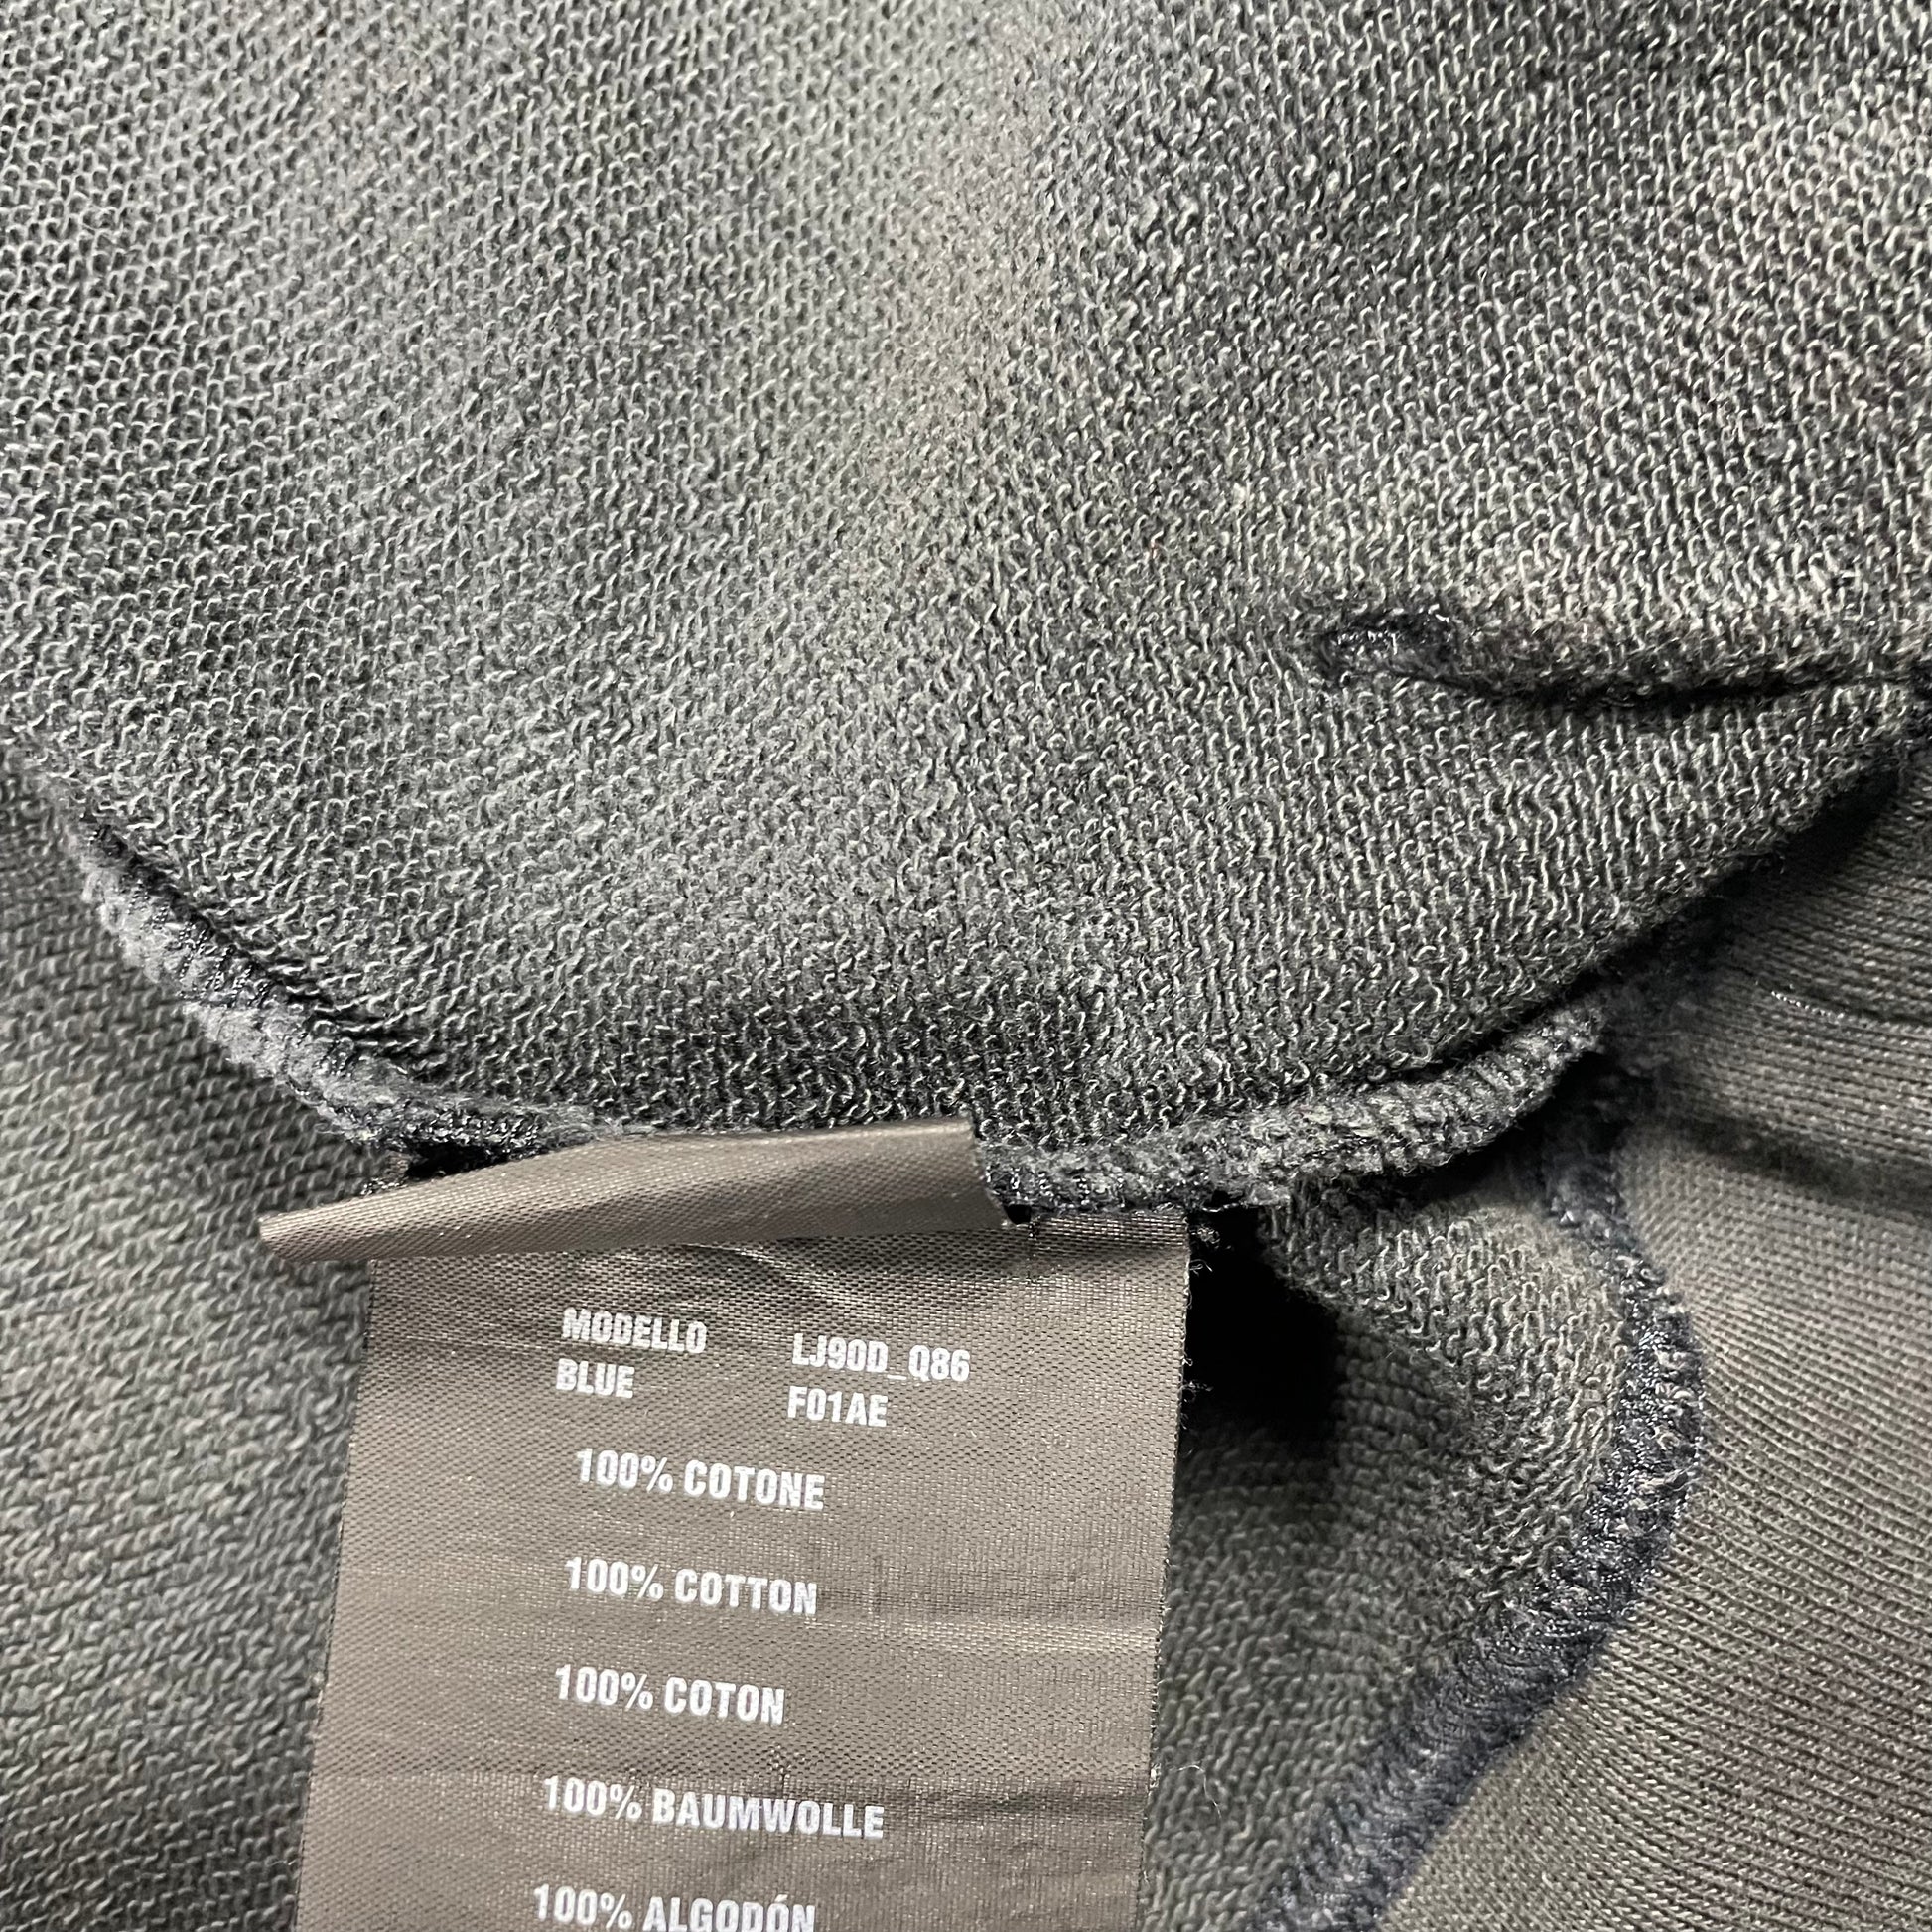 MODELLO LJ90D_Q86
BLUE F01AE
100% COTONE
100% COTTON
100% COTON
100% BAUMWOLLE
100% ALGODÓN